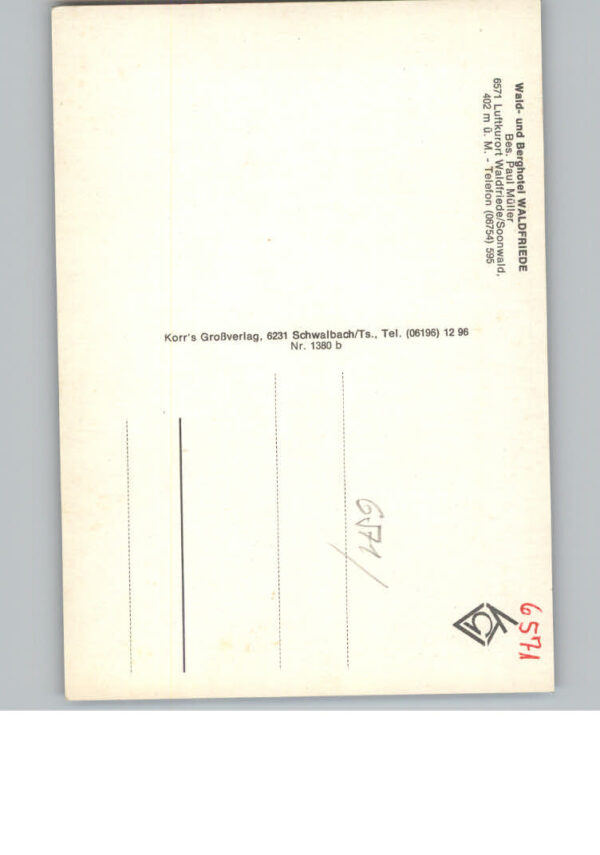 Wald- und Berghotel WALDFRIEDE
Bes. Paul Müller
6571 Luftkurort Waldfriede/Soonwald,
402 m ü. M. - Telefon (06754) 595
Korr's Großverlag, 6231 Schwalbach/Ts., Tel. (06196) 12 96
Nr. 1380 b
6571/
6571